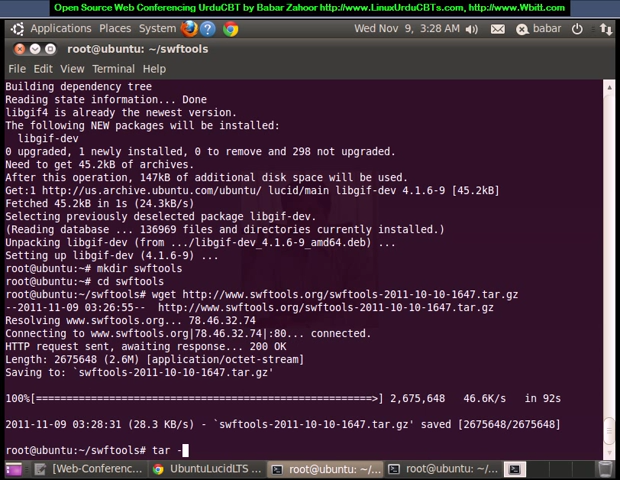 Open Source Web Conferencing UrduCBT by Babar Zahoor http://www.LinuxUrduCBTs.com, http://www.Wbitt.com
Applications Places System Wed Nov 9, 3:28 AM babar
root@ubuntu: ~/swftools
File Edit View Terminal Help
Building dependency tree
Reading state information... Done
libgif4 is already the newest version.
The following NEW packages will be installed:
libgif-dev
0 upgraded, 1 newly installed, 0 to remove and 298 not upgraded.
Need to get 45.2kB of archives.
After this operation, 147kB of additional disk space will be used.
Get:1 http://us.archive.ubuntu.com/ubuntu/ lucid/main libgif-dev 4.1.6-9 [45.2kB]
Fetched 45.2kB in 1s (24.3kB/s)
Selecting previously deselected package libgif-dev.
(Reading database ... 136969 files and directories currently installed.)
Unpacking libgif-dev (from .../libgif-dev_4.1.6-9_amd64.deb) ...
Setting up libgif-dev (4.1.6-9) ...
root@ubuntu:~# mkdir swftools
root@ubuntu:~# cd swftools
root@ubuntu:~/swftools# wget http://www.swftools.org/swftools-2011-10-10-1647.tar.gz
--2011-11-09 03:26:55-- http://www.swftools.org/swftools-2011-10-10-1647.tar.gz
Resolving www.swftools.org... 78.46.32.74
Connecting to www.swftools.org|78.46.32.74|:80... connected.
HTTP request sent, awaiting response... 200 OK
Length: 2675648 (2.6M) [application/octet-stream]
Saving to: `swftools-2011-10-10-1647.tar.gz'
100%[======================================>] 2,675,648 46.6K/s in 92s
2011-11-09 03:28:31 (28.3 KB/s) - `swftools-2011-10-10-1647.tar.gz' saved [2675648/2675648]
root@ubuntu:~/swftools# tar -
[Web-Conferenc... UbuntuLucidLTS ... root@ubuntu: ~/... root@ubuntu: ~/...